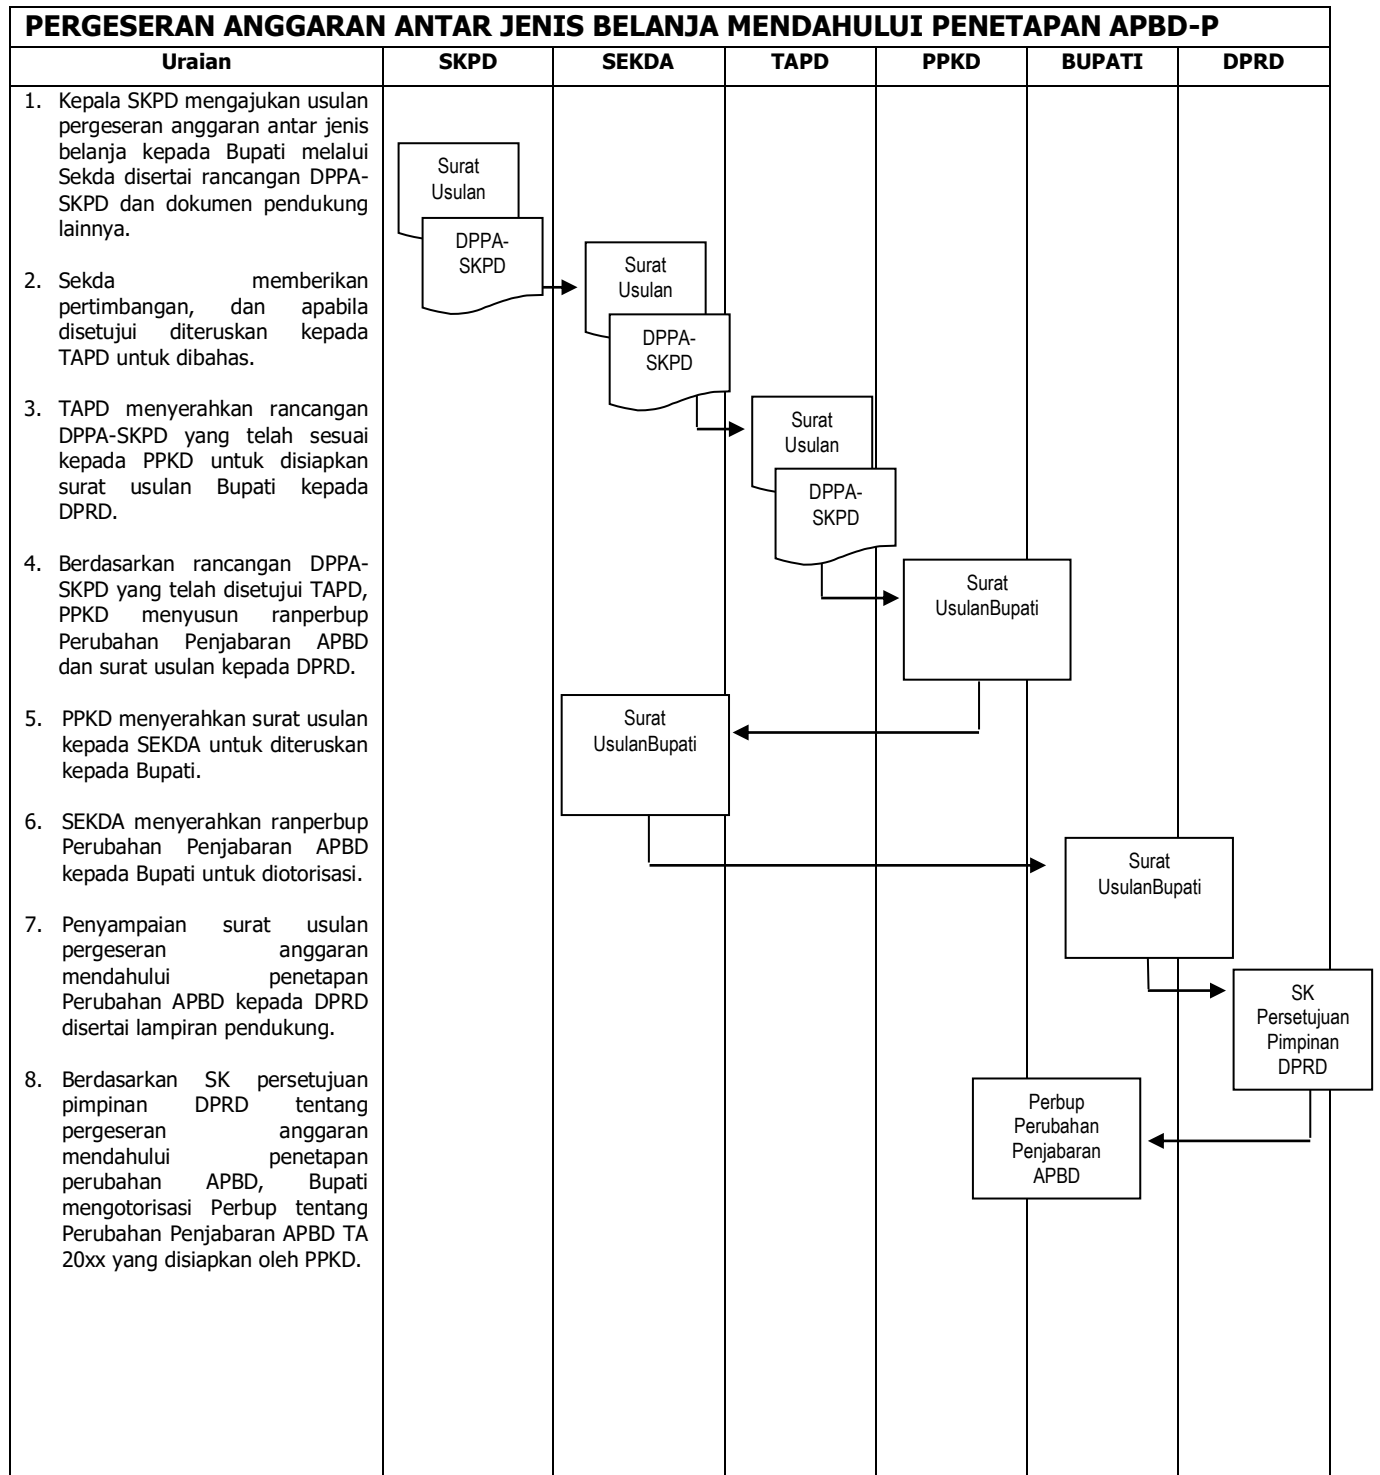 PERGESERAN ANGGARAN ANTAR JENIS BELANJA MENDAHULUI PENETAPAN APBD-P
Uraian SKPD SEKDA TAPD PPKD BUPATI DPRD
1. Kepala SKPD mengajukan usulan
pergeseran anggaran antar jenis
belanja kepada Bupati melalui
Sekda disertai rancangan DPPA-
SKPD dan dokumen pendukung
lainnya.
2. Sekda memberikan
pertimbangan, dan apabila
disetujui diteruskan kepada
TAPD untuk dibahas.
3. TAPD menyerahkan rancangan
DPPA-SKPD yang telah sesuai
kepada PPKD untuk disiapkan
surat usulan Bupati kepada
DPRD.
4. Berdasarkan rancangan DPPA-
SKPD yang telah disetujui TAPD,
PPKD menyusun ranperbup
Perubahan Penjabaran APBD
dan surat usulan kepada DPRD.
5. PPKD menyerahkan surat usulan
kepada SEKDA untuk diteruskan
kepada Bupati.
6. SEKDA menyerahkan ranperbup
Perubahan Penjabaran APBD
kepada Bupati untuk diotorisasi.
7. Penyampaian surat usulan
pergeseran anggaran
mendahului penetapan
Perubahan APBD kepada DPRD
disertai lampiran pendukung.
8. Berdasarkan SK persetujuan
pimpinan DPRD tentang
pergeseran anggaran
mendahului penetapan
perubahan APBD, Bupati
mengotorisasi Perbup tentang
Perubahan Penjabaran APBD TA
20xx yang disiapkan oleh PPKD.
Surat
Usulan
DPPA-
SKPD
Surat
Usulan
DPPA-
SKPD
Surat
Usulan
DPPA-
SKPD
Surat
UsulanBupati
Surat
UsulanBupati
Surat
UsulanBupati
SK
Persetujuan
Pimpinan
DPRD
Perbup
Perubahan
Penjabaran
APBD